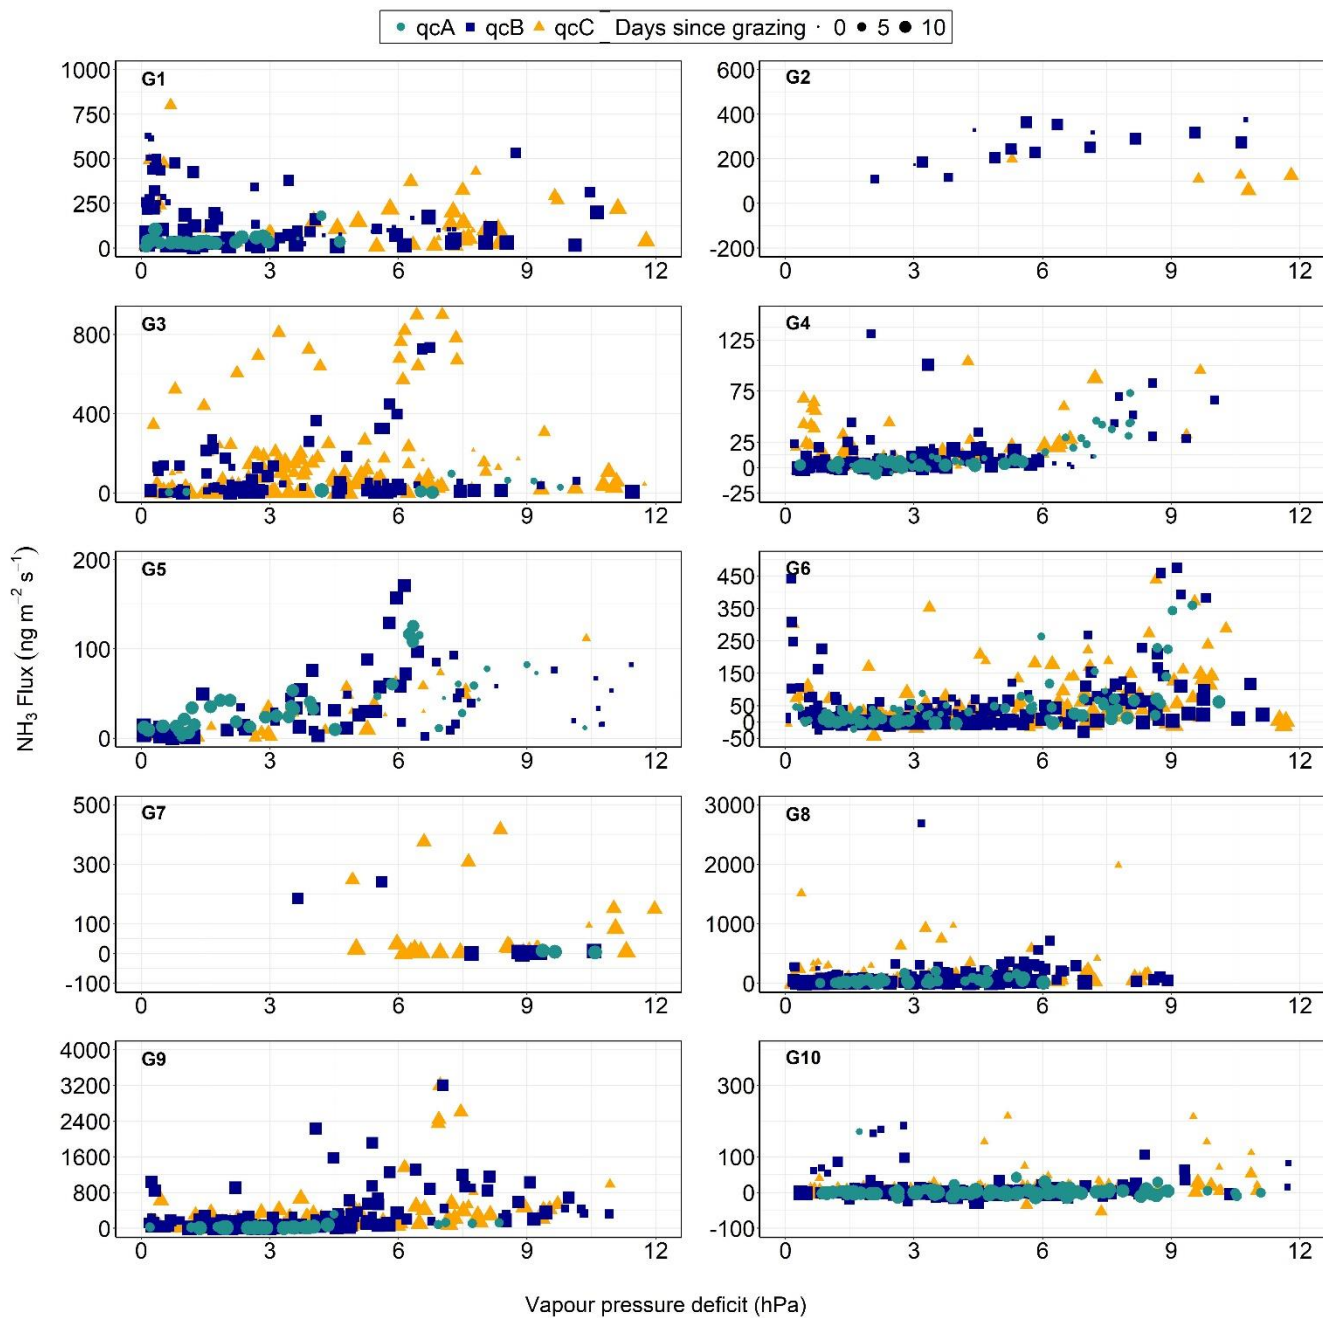 qcA qcB qcC _ Days since grazing 0 5 10
G1
1000
750
500
250
0
0 3 6 9 12
G2
600
400
200
0
-200
0 3 6 9 12
G3
800
400
0
0 3 6 9 12
G4
125
75
25
0
-25
0 3 6 9 12
G5
200
100
0
0 3 6 9 12
G6
450
350
250
150
50
0
-50
0 3 6 9 12
G7
500
300
100
0
-100
0 3 6 9 12
G8
3000
2000
1000
0
0 3 6 9 12
G9
4000
3200
2400
1600
800
0
0 3 6 9 12
G10
300
100
0
-100
0 3 6 9 12
NH₃ Flux (ng m⁻² s⁻¹)
Vapour pressure deficit (hPa)